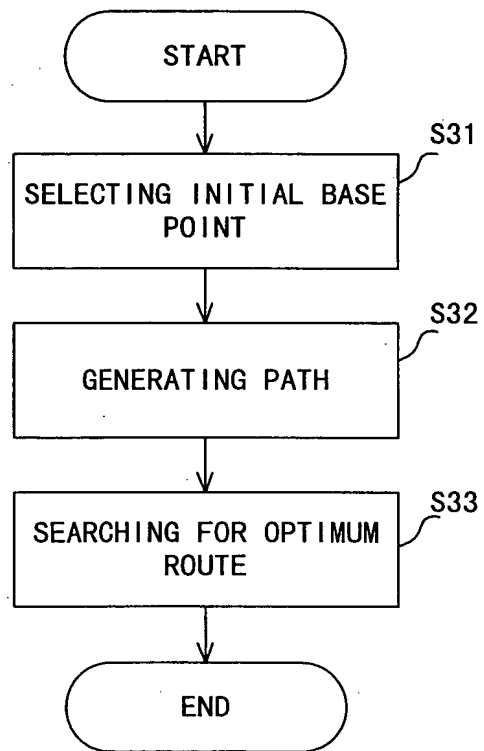 START
S31
SELECTING INITIAL BASE
POINT
S32
GENERATING PATH
S33
SEARCHING FOR OPTIMUM
ROUTE
END